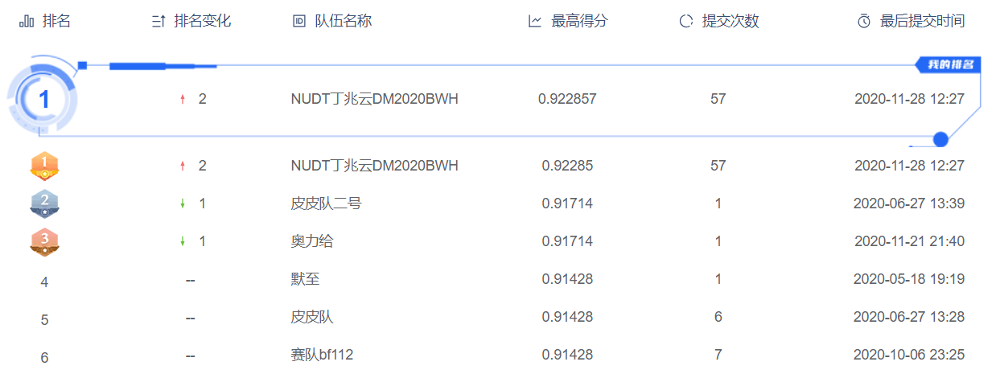 排名 排名变化 队伍名称 最高得分 提交次数 最后提交时间
我的排名
1 2 NUDT丁兆云DM2020BWH 0.922857 57 2020-11-28 12:27
1 2 NUDT丁兆云DM2020BWH 0.92285 57 2020-11-28 12:27
2 1 皮皮队二号 0.91714 1 2020-06-27 13:39
3 1 奥力给 0.91714 1 2020-11-21 21:40
4 -- 默至 0.91428 1 2020-05-18 19:19
5 -- 皮皮队 0.91428 6 2020-06-27 13:28
6 -- 赛队bf112 0.91428 7 2020-10-06 23:25